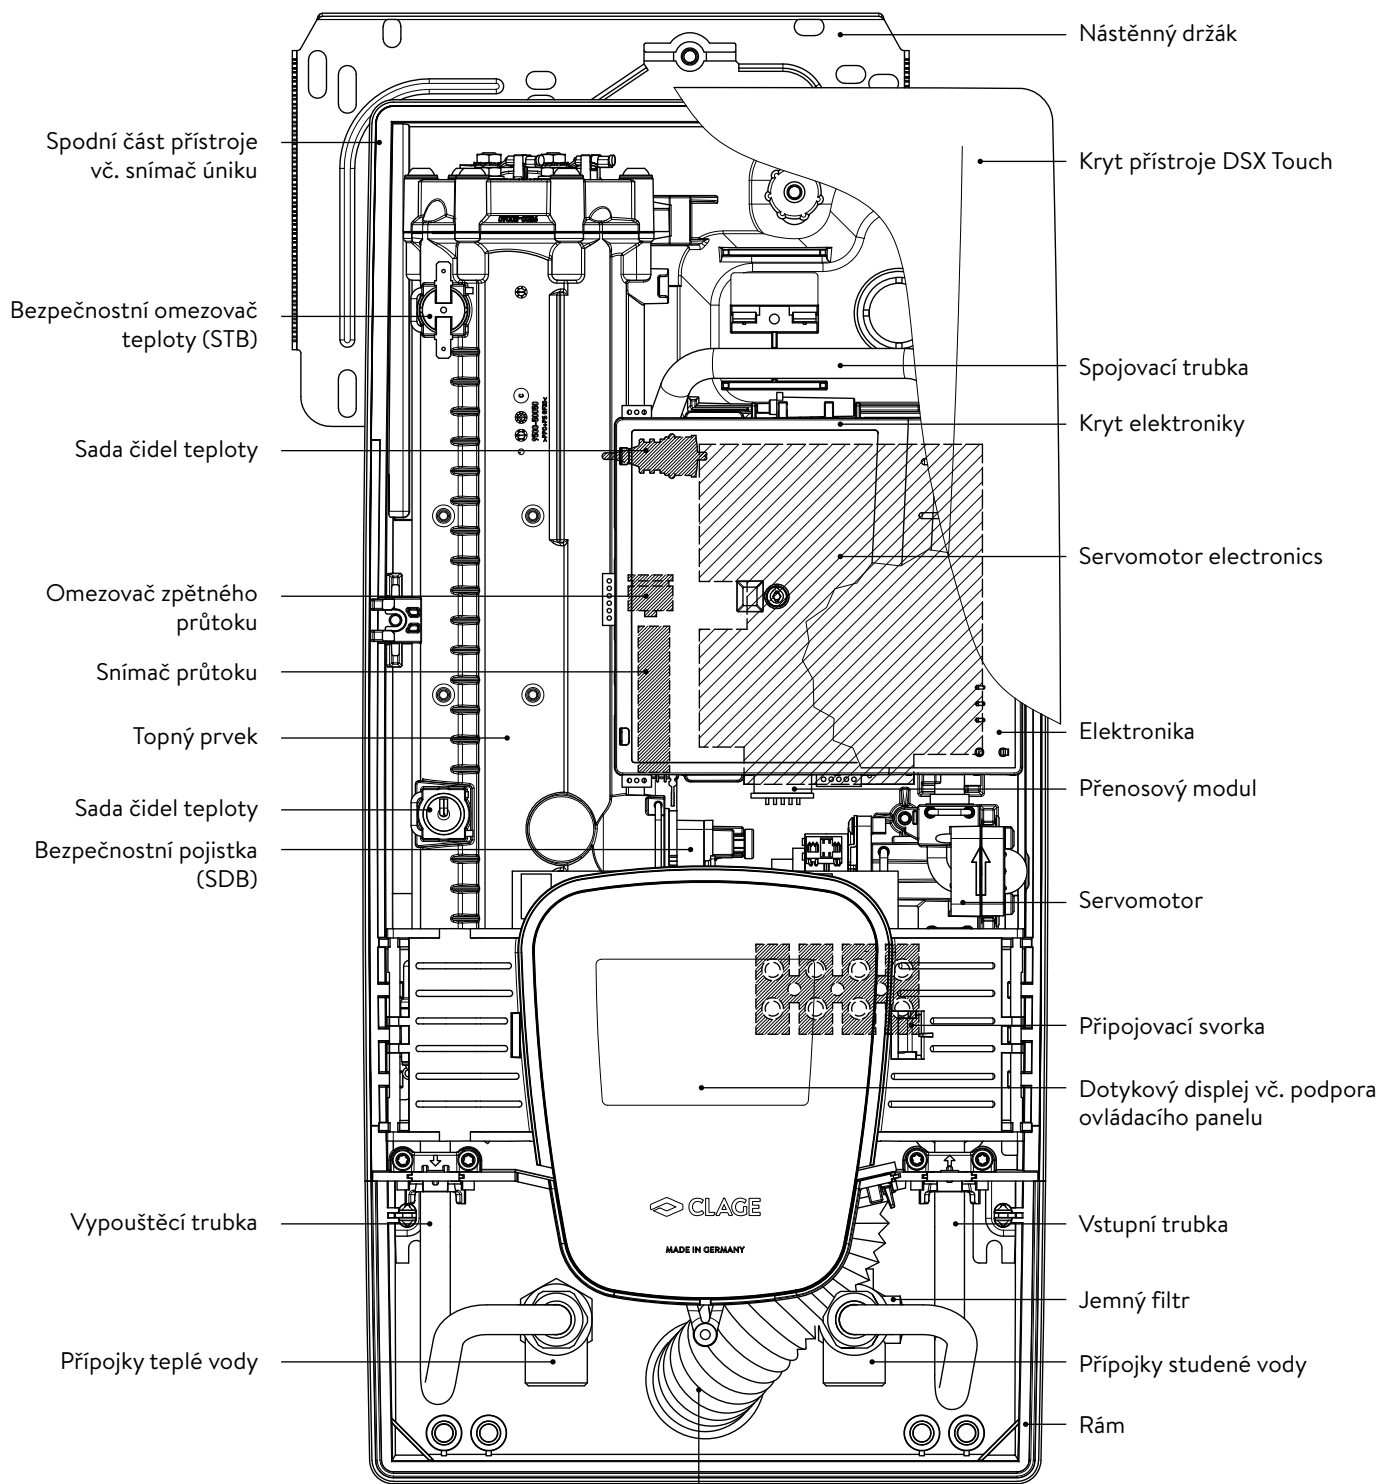 Nástěnný držák
Spodní část přístroje
vč. snímač úniku
Kryt přístroje DSX Touch
Bezpečnostní omezovač
teploty (STB)
Spojovací trubka
Kryt elektroniky
Sada čidel teploty
Servomotor electronics
Omezovač zpětného
průtoku
Snímač průtoku
Topný prvek
Elektronika
Přenosový modul
Sada čidel teploty
Bezpečnostní pojistka
(SDB)
Servomotor
Připojovací svorka
Dotykový displej vč. podpora
ovládacího panelu
CLAGE
MADE IN GERMANY
Vypouštěcí trubka
Vstupní trubka
Jemný filtr
Přípojky teplé vody
Přípojky studené vody
Rám